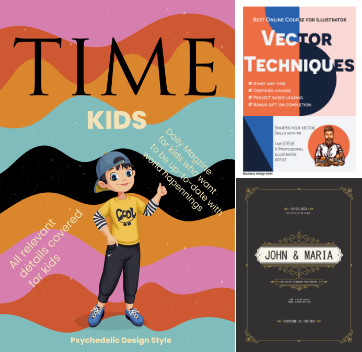 TIME
KIDS
Daily Magazine
for kids who want
to be up-to-date with
world happenings
COOL
All relevant
details covered
for kids
Psychedelic Design Style
Best Online Course for Illustrator
Vector
Techniques
# Start any time
# Certified course
# Project based learning
# Bonus gift on completion
Sharpen your vector
skills with me
I am Steve
a Professional
Illustrator
Artist
JOHN & MARIA